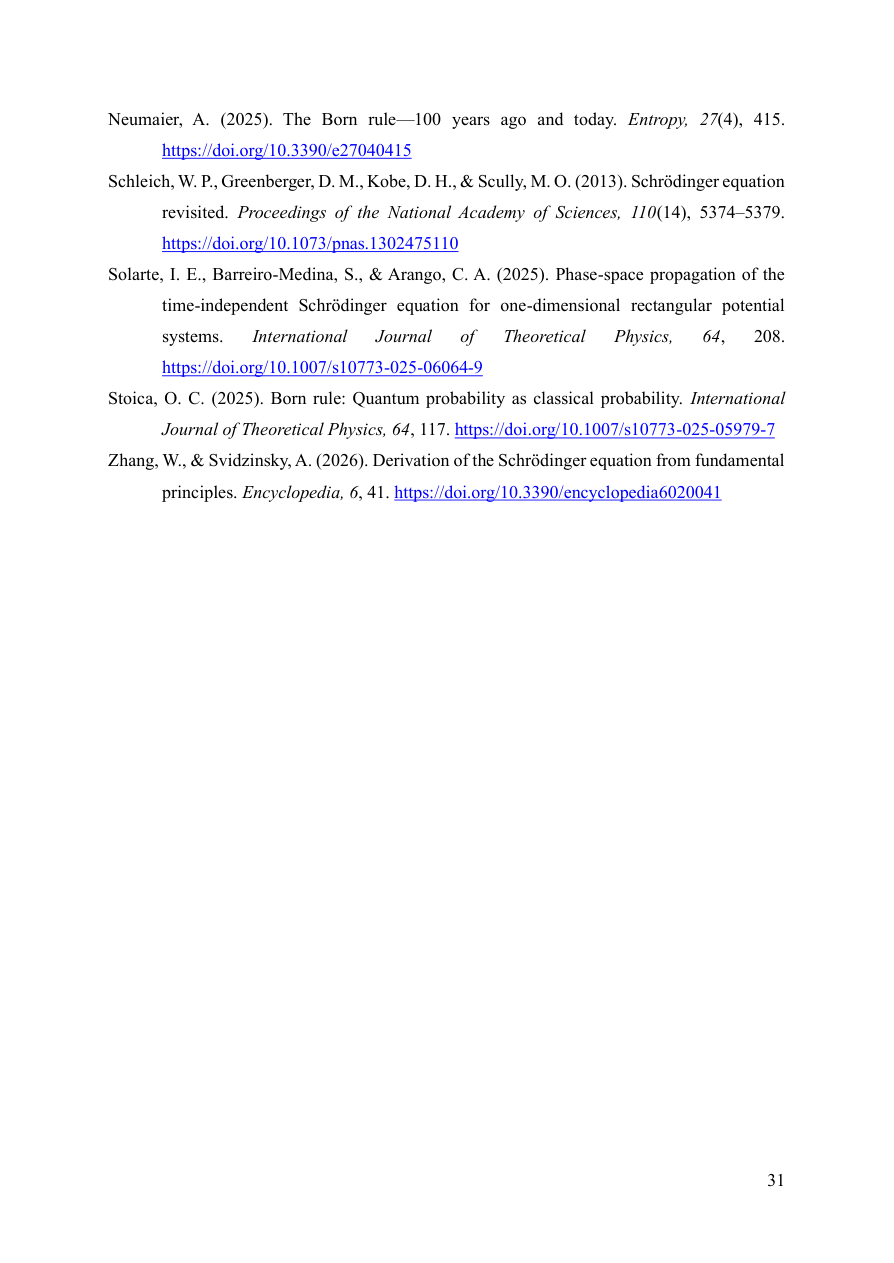 Neumaier, A. (2025). The Born rule—100 years ago and today. Entropy, 27(4), 415.
https://doi.org/10.3390/e27040415
Schleich, W. P., Greenberger, D. M., Kobe, D. H., & Scully, M. O. (2013). Schrödinger equation
revisited. Proceedings of the National Academy of Sciences, 110(14), 5374–5379.
https://doi.org/10.1073/pnas.1302475110
Solarte, I. E., Barreiro-Medina, S., & Arango, C. A. (2025). Phase-space propagation of the
time-independent Schrödinger equation for one-dimensional rectangular potential
systems. International Journal of Theoretical Physics, 64, 208.
https://doi.org/10.1007/s10773-025-06064-9
Stoica, O. C. (2025). Born rule: Quantum probability as classical probability. International
Journal of Theoretical Physics, 64, 117. https://doi.org/10.1007/s10773-025-05979-7
Zhang, W., & Svidzinsky, A. (2026). Derivation of the Schrödinger equation from fundamental
principles. Encyclopedia, 6, 41. https://doi.org/10.3390/encyclopedia6020041
31